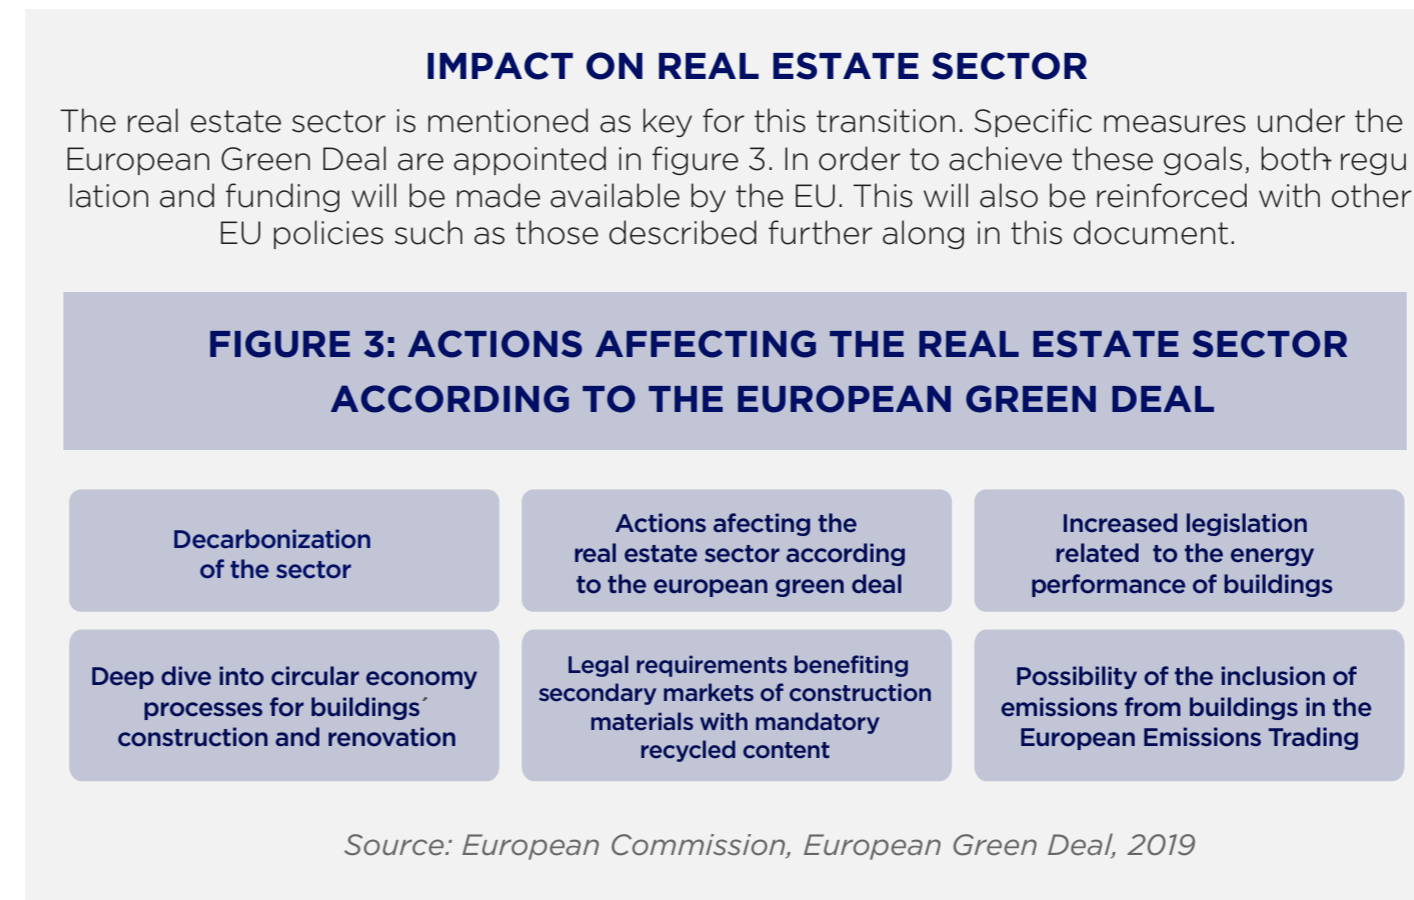 IMPACT ON REAL ESTATE SECTOR
The real estate sector is mentioned as key for this transition. Specific measures under the
European Green Deal are appointed in figure 3. In order to achieve these goals, both regu-
lation and funding will be made available by the EU. This will also be reinforced with other
EU policies such as those described further along in this document.
FIGURE 3: ACTIONS AFFECTING THE REAL ESTATE SECTOR
ACCORDING TO THE EUROPEAN GREEN DEAL
Decarbonization
of the sector
Actions afecting the
real estate sector according
to the european green deal
Increased legislation
related to the energy
performance of buildings
Deep dive into circular economy
processes for buildings´
construction and renovation
Legal requirements benefiting
secondary markets of construction
materials with mandatory
recycled content
Possibility of the inclusion of
emissions from buildings in the
European Emissions Trading
Source: European Commission, European Green Deal, 2019